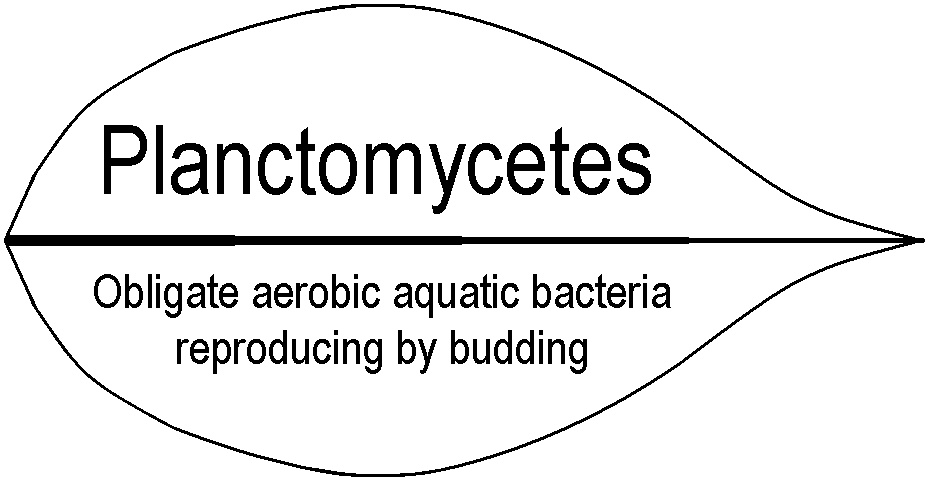 Planctomycetes
Obligate aerobic aquatic bacteria
reproducing by budding